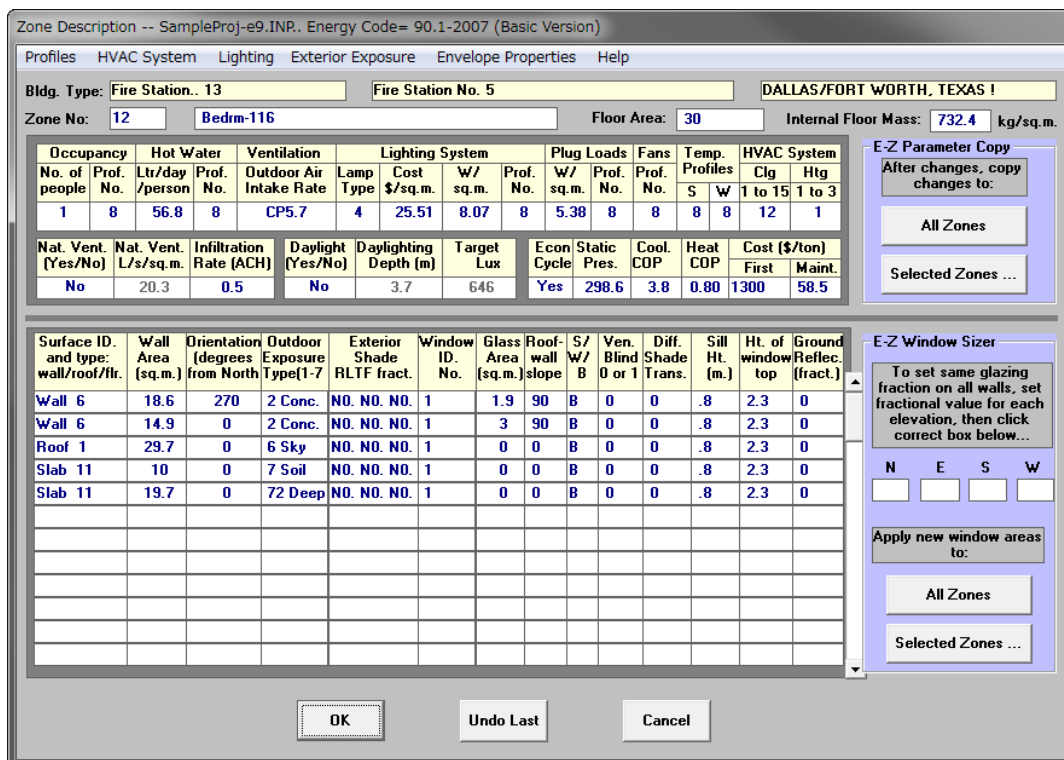 Zone Description -- SampleProj-e9.INP.. Energy Code= 90.1-2007 (Basic Version)
Profiles HVAC System Lighting Exterior Exposure Envelope Properties Help
Bldg. Type: Fire Station.. 13 Fire Station No. 5 DALLAS/FORT WORTH, TEXAS !
Zone No: 12 Bedrm-116 Floor Area: 30 Internal Floor Mass: 732.4 kg/sq.m.
Occupancy Hot Water Ventilation Lighting System Plug Loads Fans Temp. Profiles HVAC System
No. of people Prof. No. Ltr/day /person Prof. No. Outdoor Air Intake Rate Lamp Type Cost $/sq.m. W/ sq.m. Prof. No. W/ sq.m. Prof. No. Prof. No. S W Clg 1 to 15 Htg 1 to 3
1 8 56.8 8 CP5.7 4 25.51 8.07 8 5.38 8 8 8 8 12 1
Nat. Vent. (Yes/No) Nat. Vent. L/s/sq.m. Infiltration Rate (ACH) Daylight (Yes/No) Daylighting Depth (m) Target Lux Econ Cycle Static Pres. Cool. COP Heat COP Cost ($/ton) First Maint.
No 20.3 0.5 No 3.7 646 Yes 298.6 3.8 0.80 1300 58.5
E-Z Parameter Copy
After changes, copy
changes to:
All Zones
Selected Zones ...
Surface ID. and type: wall/roof/flr. Wall Area (sq.m.) Orientation (degrees from North Outdoor Exposure Type(1-7 Exterior Shade RLTF fract. Window ID. No. Glass Area (sq.m.) Roof-wall slope S/ W/ B Ven. Blind 0 or 1 Diff. Shade Trans. Sill Ht. (m.) Ht. of window top Ground Reflec. (fract.)
Wall 6 18.6 270 2 Conc. NO. NO. NO. 1 1.9 90 B 0 0 .8 2.3 0
Wall 6 14.9 0 2 Conc. NO. NO. NO. 1 3 90 B 0 0 .8 2.3 0
Roof 1 29.7 0 6 Sky NO. NO. NO. 1 0 0 B 0 0 .8 2.3 0
Slab 11 10 0 7 Soil NO. NO. NO. 1 0 0 B 0 0 .8 2.3 0
Slab 11 19.7 0 72 Deep NO. NO. NO. 1 0 0 B 0 0 .8 2.3 0
E-Z Window Sizer
To set same glazing
fraction on all walls, set
fractional value for each
elevation, then click
correct box below...
N E S W
Apply new window areas
to:
All Zones
Selected Zones ...
OK Undo Last Cancel